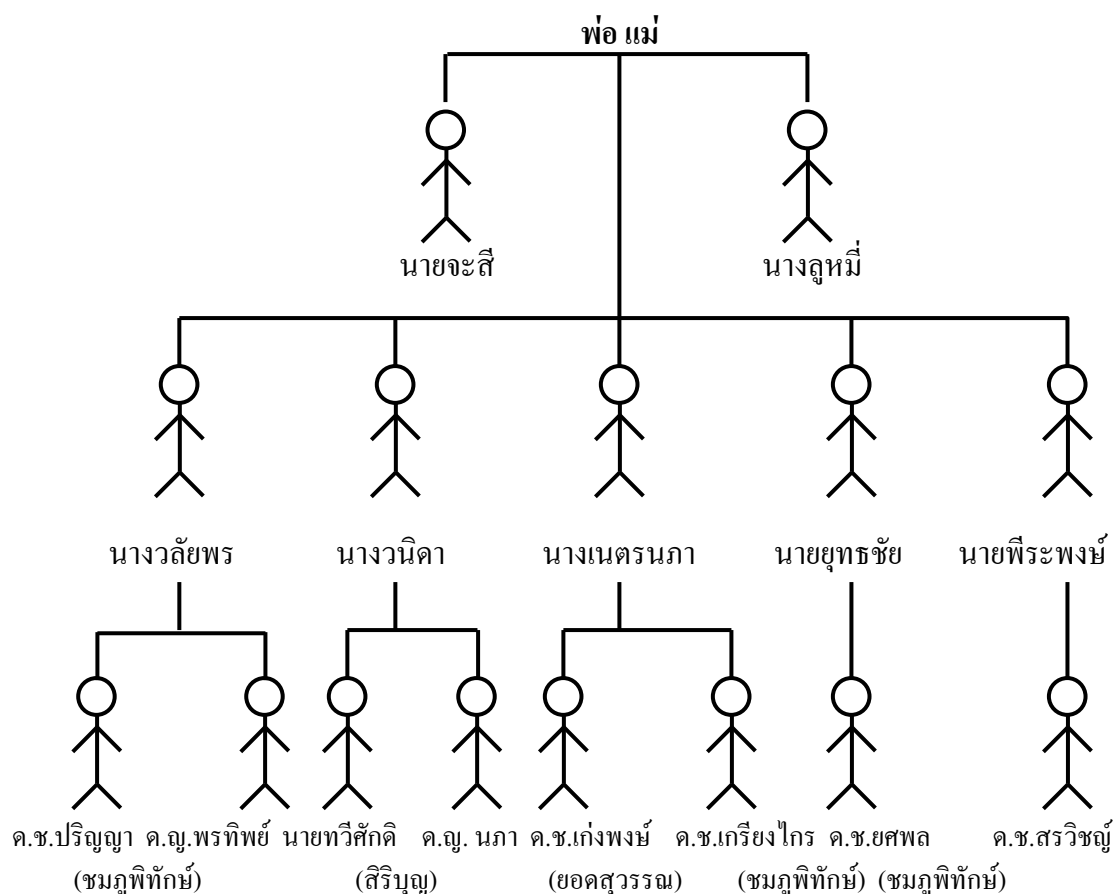 พ่อ แม่
นายจะสี นางลูหมี่
นางวลัยพร นางวนิดา นางเนตรนภา นายยุทธชัย นายพีระพงษ์
ด.ช.ปริญญา ด.ญ.พรทิพย์ นายทวีศักดิ ด.ญ. นภา ด.ช.เก่งพงษ์ ด.ช.เกรียงไกร ด.ช.ยศพล ด.ช.สรวิชญ์
(ชมภูพิทักษ์) (สิริบุญ) (ยอดสุวรรณ) (ชมภูพิทักษ์) (ชมภูพิทักษ์)